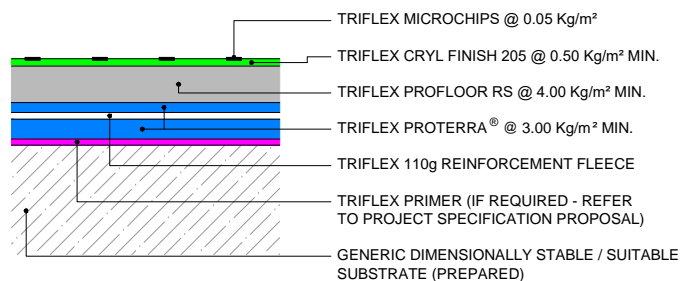 TRIFLEX MICROCHIPS @ 0.05 Kg/m²
TRIFLEX CRYL FINISH 205 @ 0.50 Kg/m² MIN.
TRIFLEX PROFLOOR RS @ 4.00 Kg/m² MIN.
TRIFLEX PROTERRA® @ 3.00 Kg/m² MIN.
TRIFLEX 110g REINFORCEMENT FLEECE
TRIFLEX PRIMER (IF REQUIRED - REFER
TO PROJECT SPECIFICATION PROPOSAL)
GENERIC DIMENSIONALLY STABLE / SUITABLE
SUBSTRATE (PREPARED)